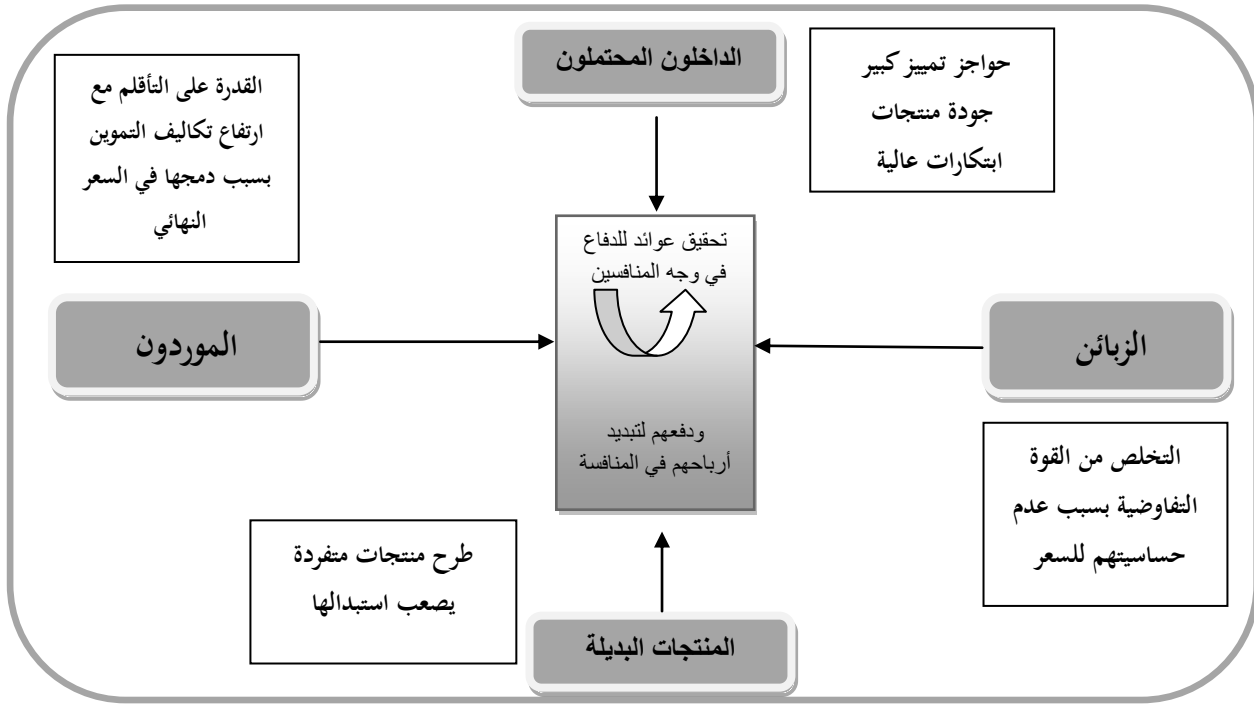 الداخلون المحتملون
حواجز تمييز كبير
جودة منتجات
ابتكارات عالية
القدرة على التأقلم مع
ارتفاع تكاليف التموين
بسبب دمجها في السعر
النهائي
تحقيق عوائد للدفاع
في وجه المنافسين
الزبائن
الموردون
ودفعهم لتبديد
أرباحهم في المنافسة
التخلص من القوة
التفاوضية بسبب عدم
حساسيتهم للسعر
طرح منتجات متفردة
يصعب استبدالها
المنتجات البديلة